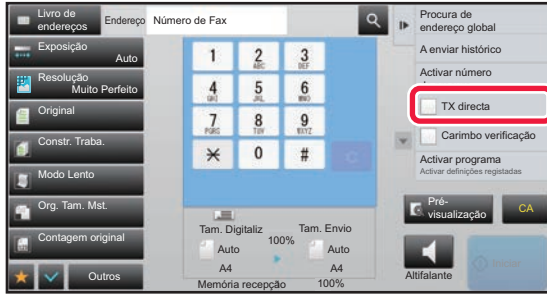 Livro de
endereços
Endereço
Número de Fax
Procura de
endereço global
A enviar histórico
Activar número
TX directa
Carimbo verificação
Activar programa
Activar definições registadas
Exposição
Auto
Resolução
Muito Perfeito
Original
Constr. Traba.
Modo Lento
Org. Tam. Mst.
Contagem original
Outros
1
2
ABC
3
DEF
4
GHI
5
JKL
6
MNO
7
PQRS
8
TUV
9
WXYZ
0
#
C
Tam. Digitaliz
Tam. Envio
100%
Auto
Auto
A4
A4
Memória recepção
100%
Pré-
visualização
CA
Altifalante